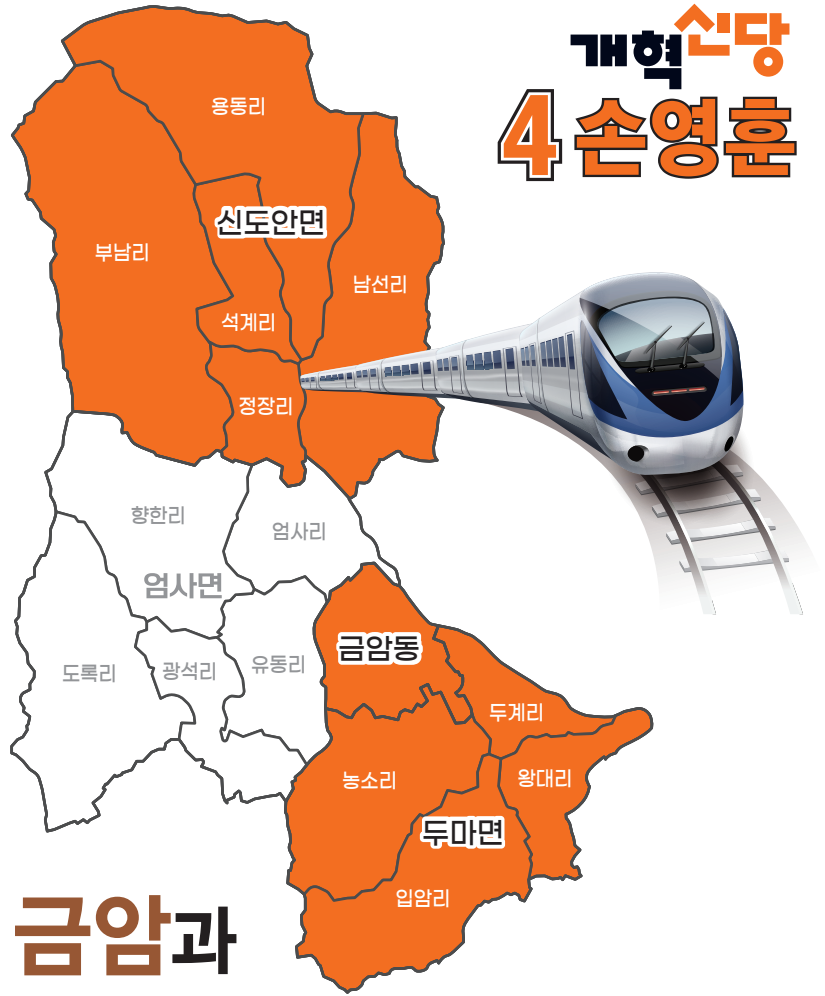 개혁신당
4 손영훈
용동리
신도안면
부남리
남선리
석계리
정장리
향한리
엄사리
엄사면
도록리
광석리
유동리
금암동
두계리
농소리
왕대리
두마면
입암리
금암과